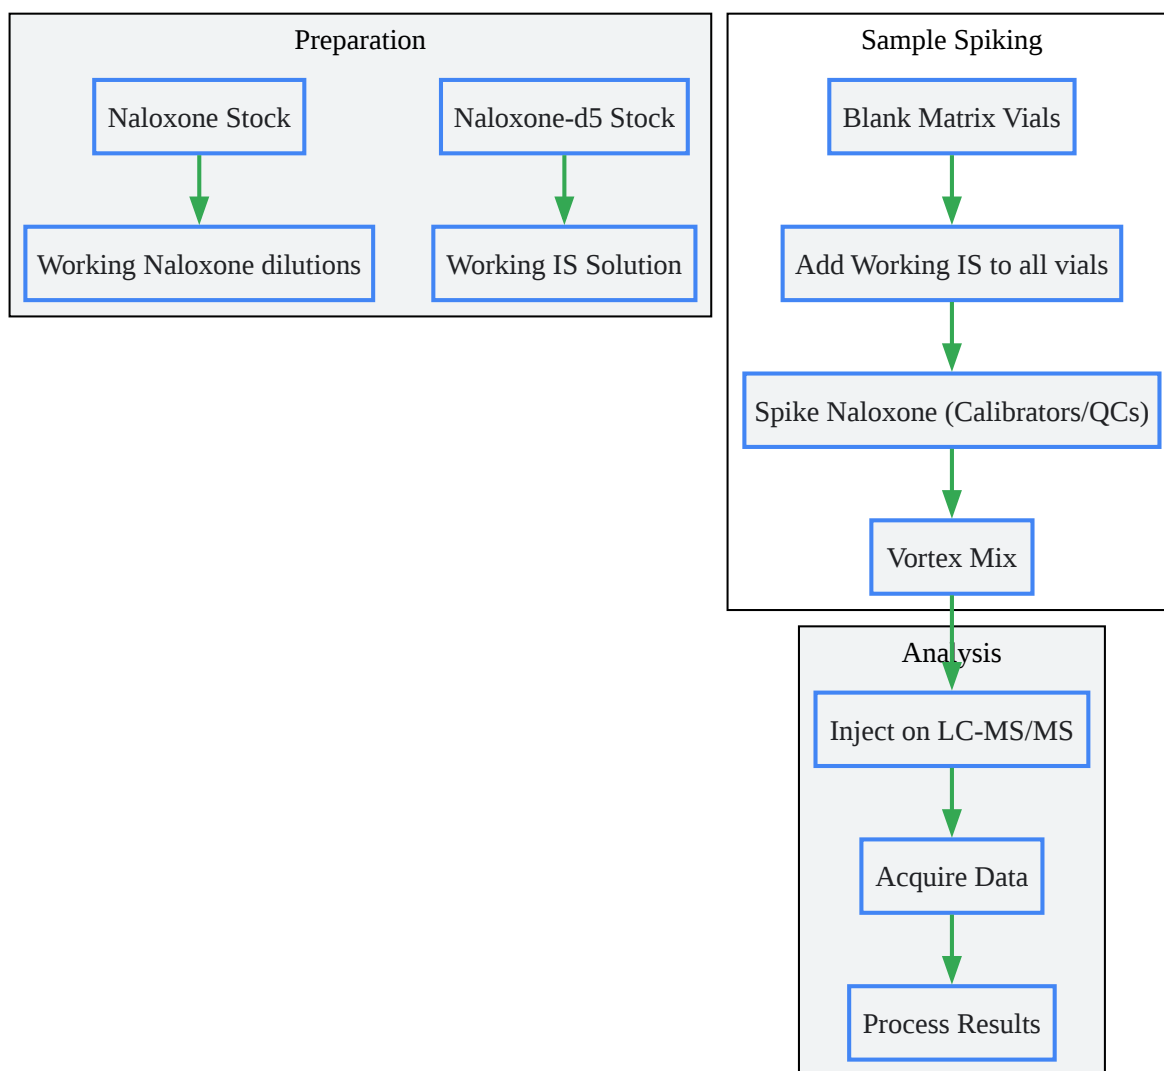 Preparation
Naloxone Stock
Naloxone-d5 Stock
Working Naloxone dilutions
Working IS Solution
Sample Spiking
Blank Matrix Vials
Add Working IS to all vials
Spike Naloxone (Calibrators/QCs)
Vortex Mix
Analysis
Inject on LC-MS/MS
Acquire Data
Process Results